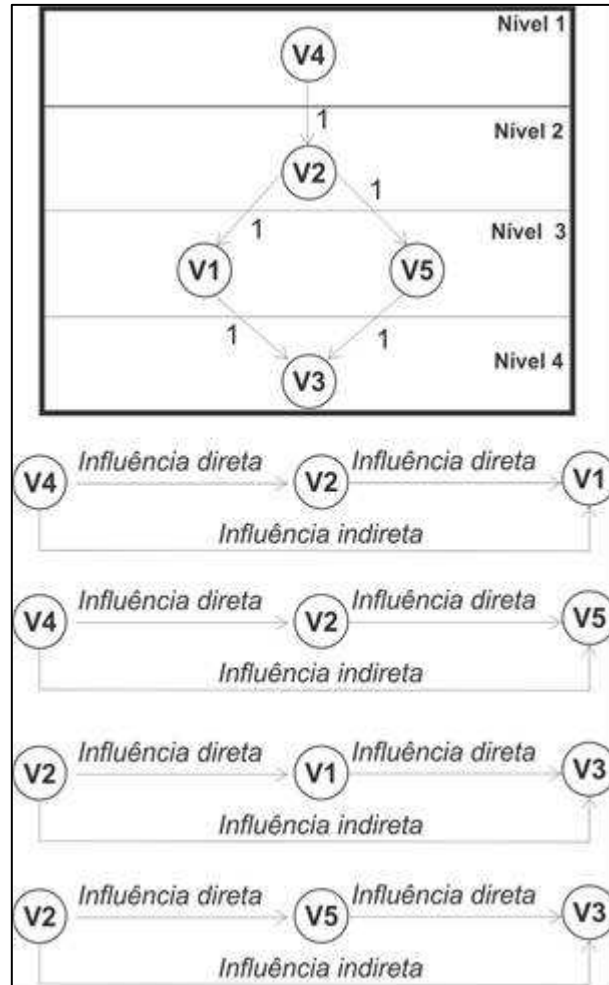 Nível 1
V4
1
Nível 2
V2
1
1
Nível 3
V1
V5
1
1
Nível 4
V3
V4 Influência direta V2 Influência direta V1
Influência indireta
V4 Influência direta V2 Influência direta V5
Influência indireta
V2 Influência direta V1 Influência direta V3
Influência indireta
V2 Influência direta V5 Influência direta V3
Influência indireta